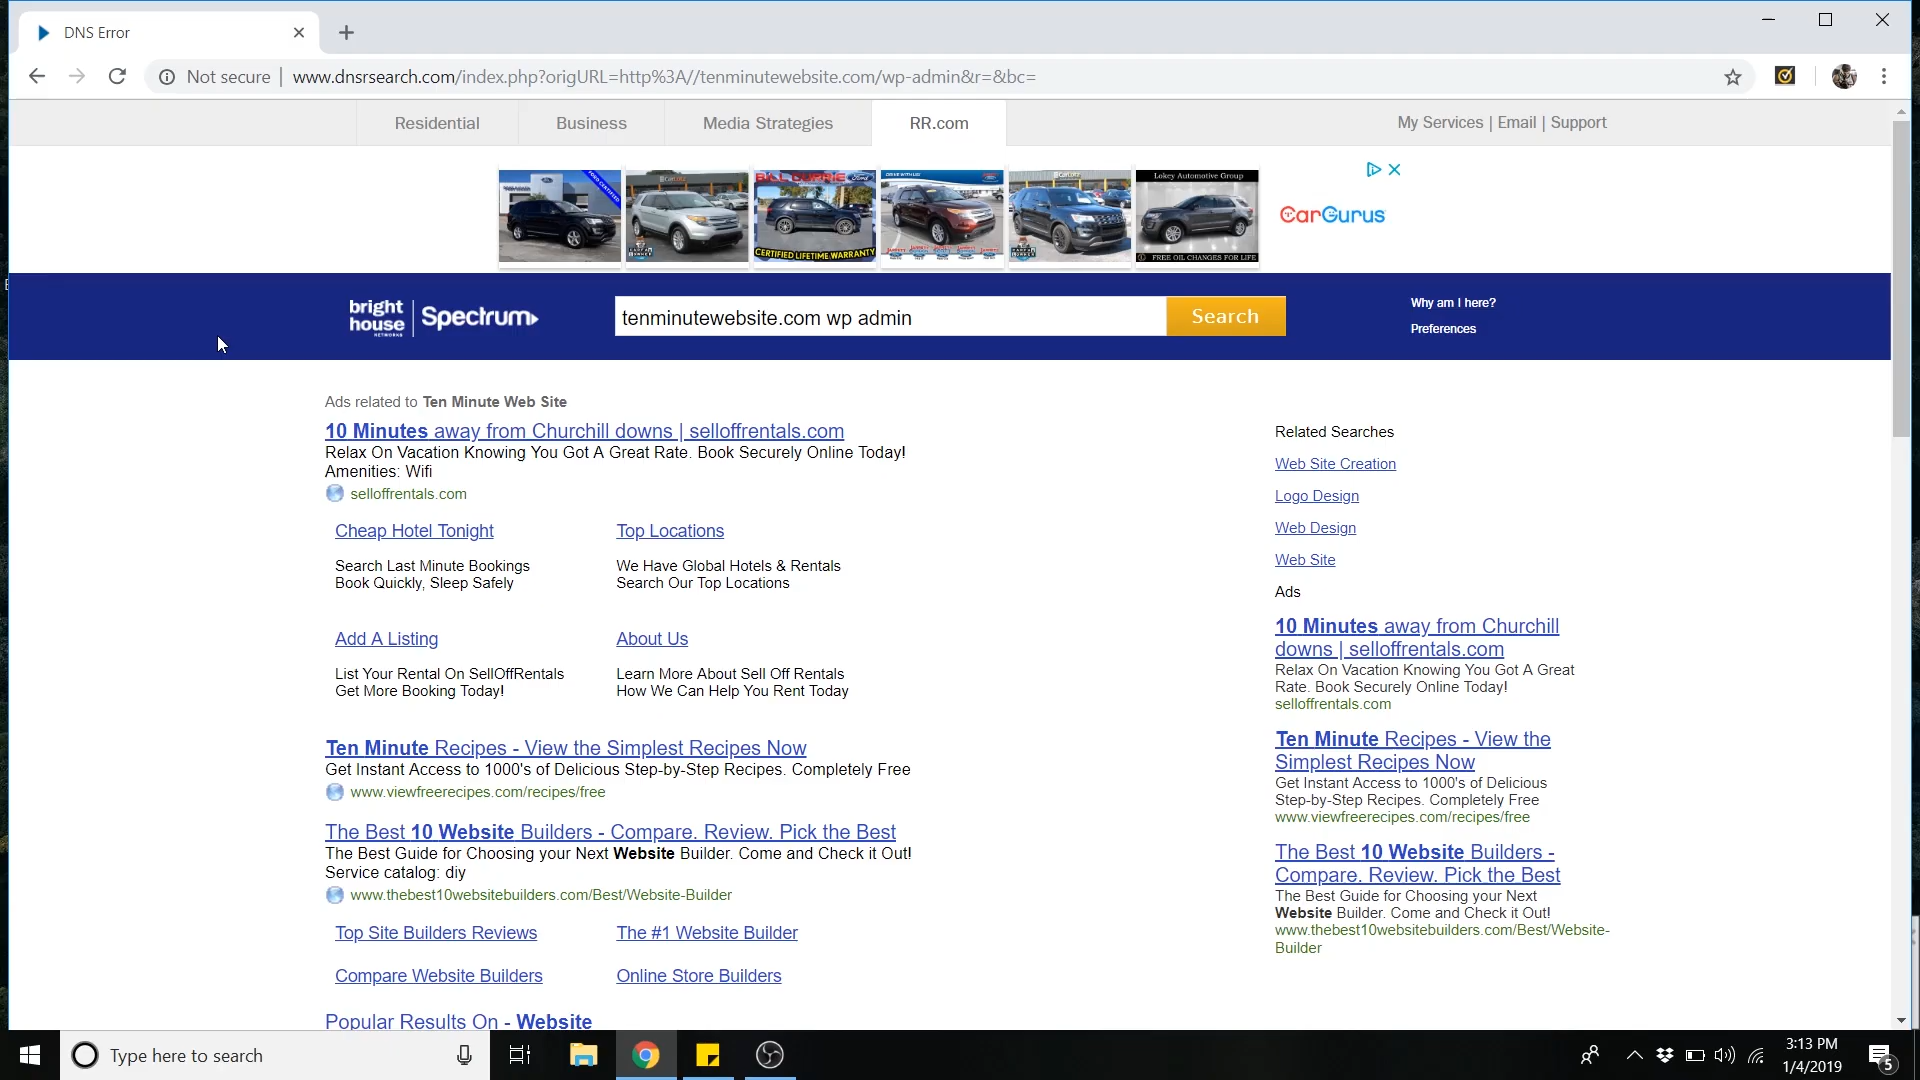 DNS Error
Not secure | www.dnsrsearch.com/index.php?origURL=http%3A//tenminutewebsite.com/wp-admin&r=&bc=
Residential
Business
Media Strategies
RR.com
My Services | Email | Support
BILL CURRIE Ford
CERTIFIED LIFETIME WARRANTY
DRIVE WITH US!
CarLotz
Lokey Automotive Group
FREE OIL CHANGES FOR LIFE
CarGurus
bright house NETWORKS
Spectrum
tenminutewebsite.com wp admin
Search
Why am I here?
Preferences
Ads related to Ten Minute Web Site
10 Minutes away from Churchill downs | selloffrentals.com
Relax On Vacation Knowing You Got A Great Rate. Book Securely Online Today!
Amenities: Wifi
selloffrentals.com
Cheap Hotel Tonight
Search Last Minute Bookings
Book Quickly, Sleep Safely
Top Locations
We Have Global Hotels & Rentals
Search Our Top Locations
Add A Listing
List Your Rental On SellOffRentals
Get More Booking Today!
About Us
Learn More About Sell Off Rentals
How We Can Help You Rent Today
Ten Minute Recipes - View the Simplest Recipes Now
Get Instant Access to 1000's of Delicious Step-by-Step Recipes. Completely Free
www.viewfreerecipes.com/recipes/free
The Best 10 Website Builders - Compare. Review. Pick the Best
The Best Guide for Choosing your Next Website Builder. Come and Check it Out!
Service catalog: diy
www.thebest10websitebuilders.com/Best/Website-Builder
Top Site Builders Reviews
The #1 Website Builder
Compare Website Builders
Online Store Builders
Popular Results On - Website
Related Searches
Web Site Creation
Logo Design
Web Design
Web Site
Ads
10 Minutes away from Churchill
downs | selloffrentals.com
Relax On Vacation Knowing You Got A Great
Rate. Book Securely Online Today!
selloffrentals.com
Ten Minute Recipes - View the
Simplest Recipes Now
Get Instant Access to 1000's of Delicious
Step-by-Step Recipes. Completely Free
www.viewfreerecipes.com/recipes/free
The Best 10 Website Builders -
Compare. Review. Pick the Best
The Best Guide for Choosing your Next
Website Builder. Come and Check it Out!
www.thebest10websitebuilders.com/Best/Website-
Builder
Type here to search
3:13 PM
1/4/2019
5